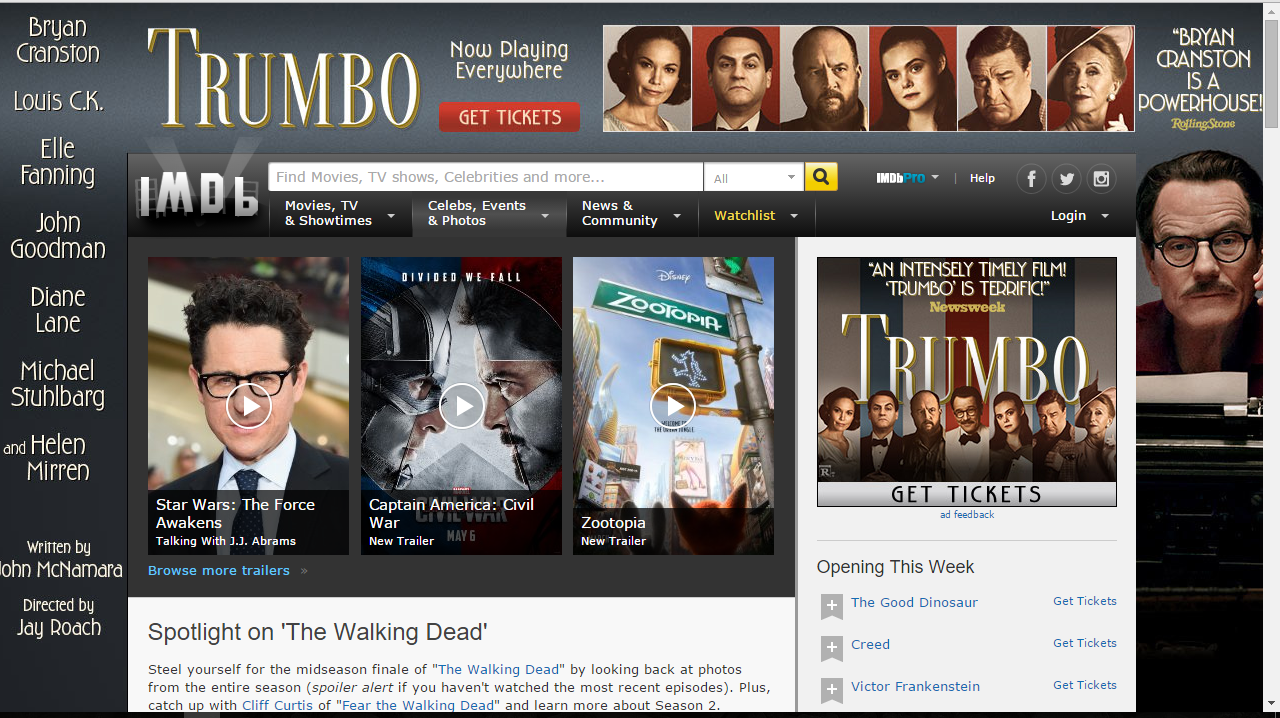 Bryan
Cranston
Louis C.K.
Elle
Fanning
John
Goodman
Diane
Lane
Michael
Stuhlbarg
and Helen
Mirren
Written by
John McNamara
Directed by
Jay Roach
TRUMBO
Now Playing
Everywhere
GET TICKETS
"BRYAN
CRANSTON
IS A
POWERHOUSE!
RollingStone
IMDb
Find Movies, TV shows, Celebrities and more...
All
IMDbPro
|
Help
Movies, TV
& Showtimes
Celebs, Events
& Photos
News &
Community
Watchlist
Login
Star Wars: The Force
Awakens
Talking With J.J. Abrams
DIVIDED WE FALL
CIVIL WAR
MAY 6
Captain America: Civil
War
New Trailer
Disney
ZOOTOPIA
WELCOME TO
THE URBAN JUNGLE.
Zootopia
New Trailer
Browse more trailers »
Spotlight on 'The Walking Dead'
Steel yourself for the midseason finale of "The Walking Dead" by looking back at photos
from the entire season (spoiler alert if you haven't watched the most recent episodes). Plus,
catch up with Cliff Curtis of "Fear the Walking Dead" and learn more about Season 2.
"AN INTENSELY TIMELY FILM!
'TRUMBO' IS TERRIFIC!"
Newsweek
TRUMBO
R
GET TICKETS
ad feedback
Opening This Week
The Good Dinosaur Get Tickets
Creed Get Tickets
Victor Frankenstein Get Tickets